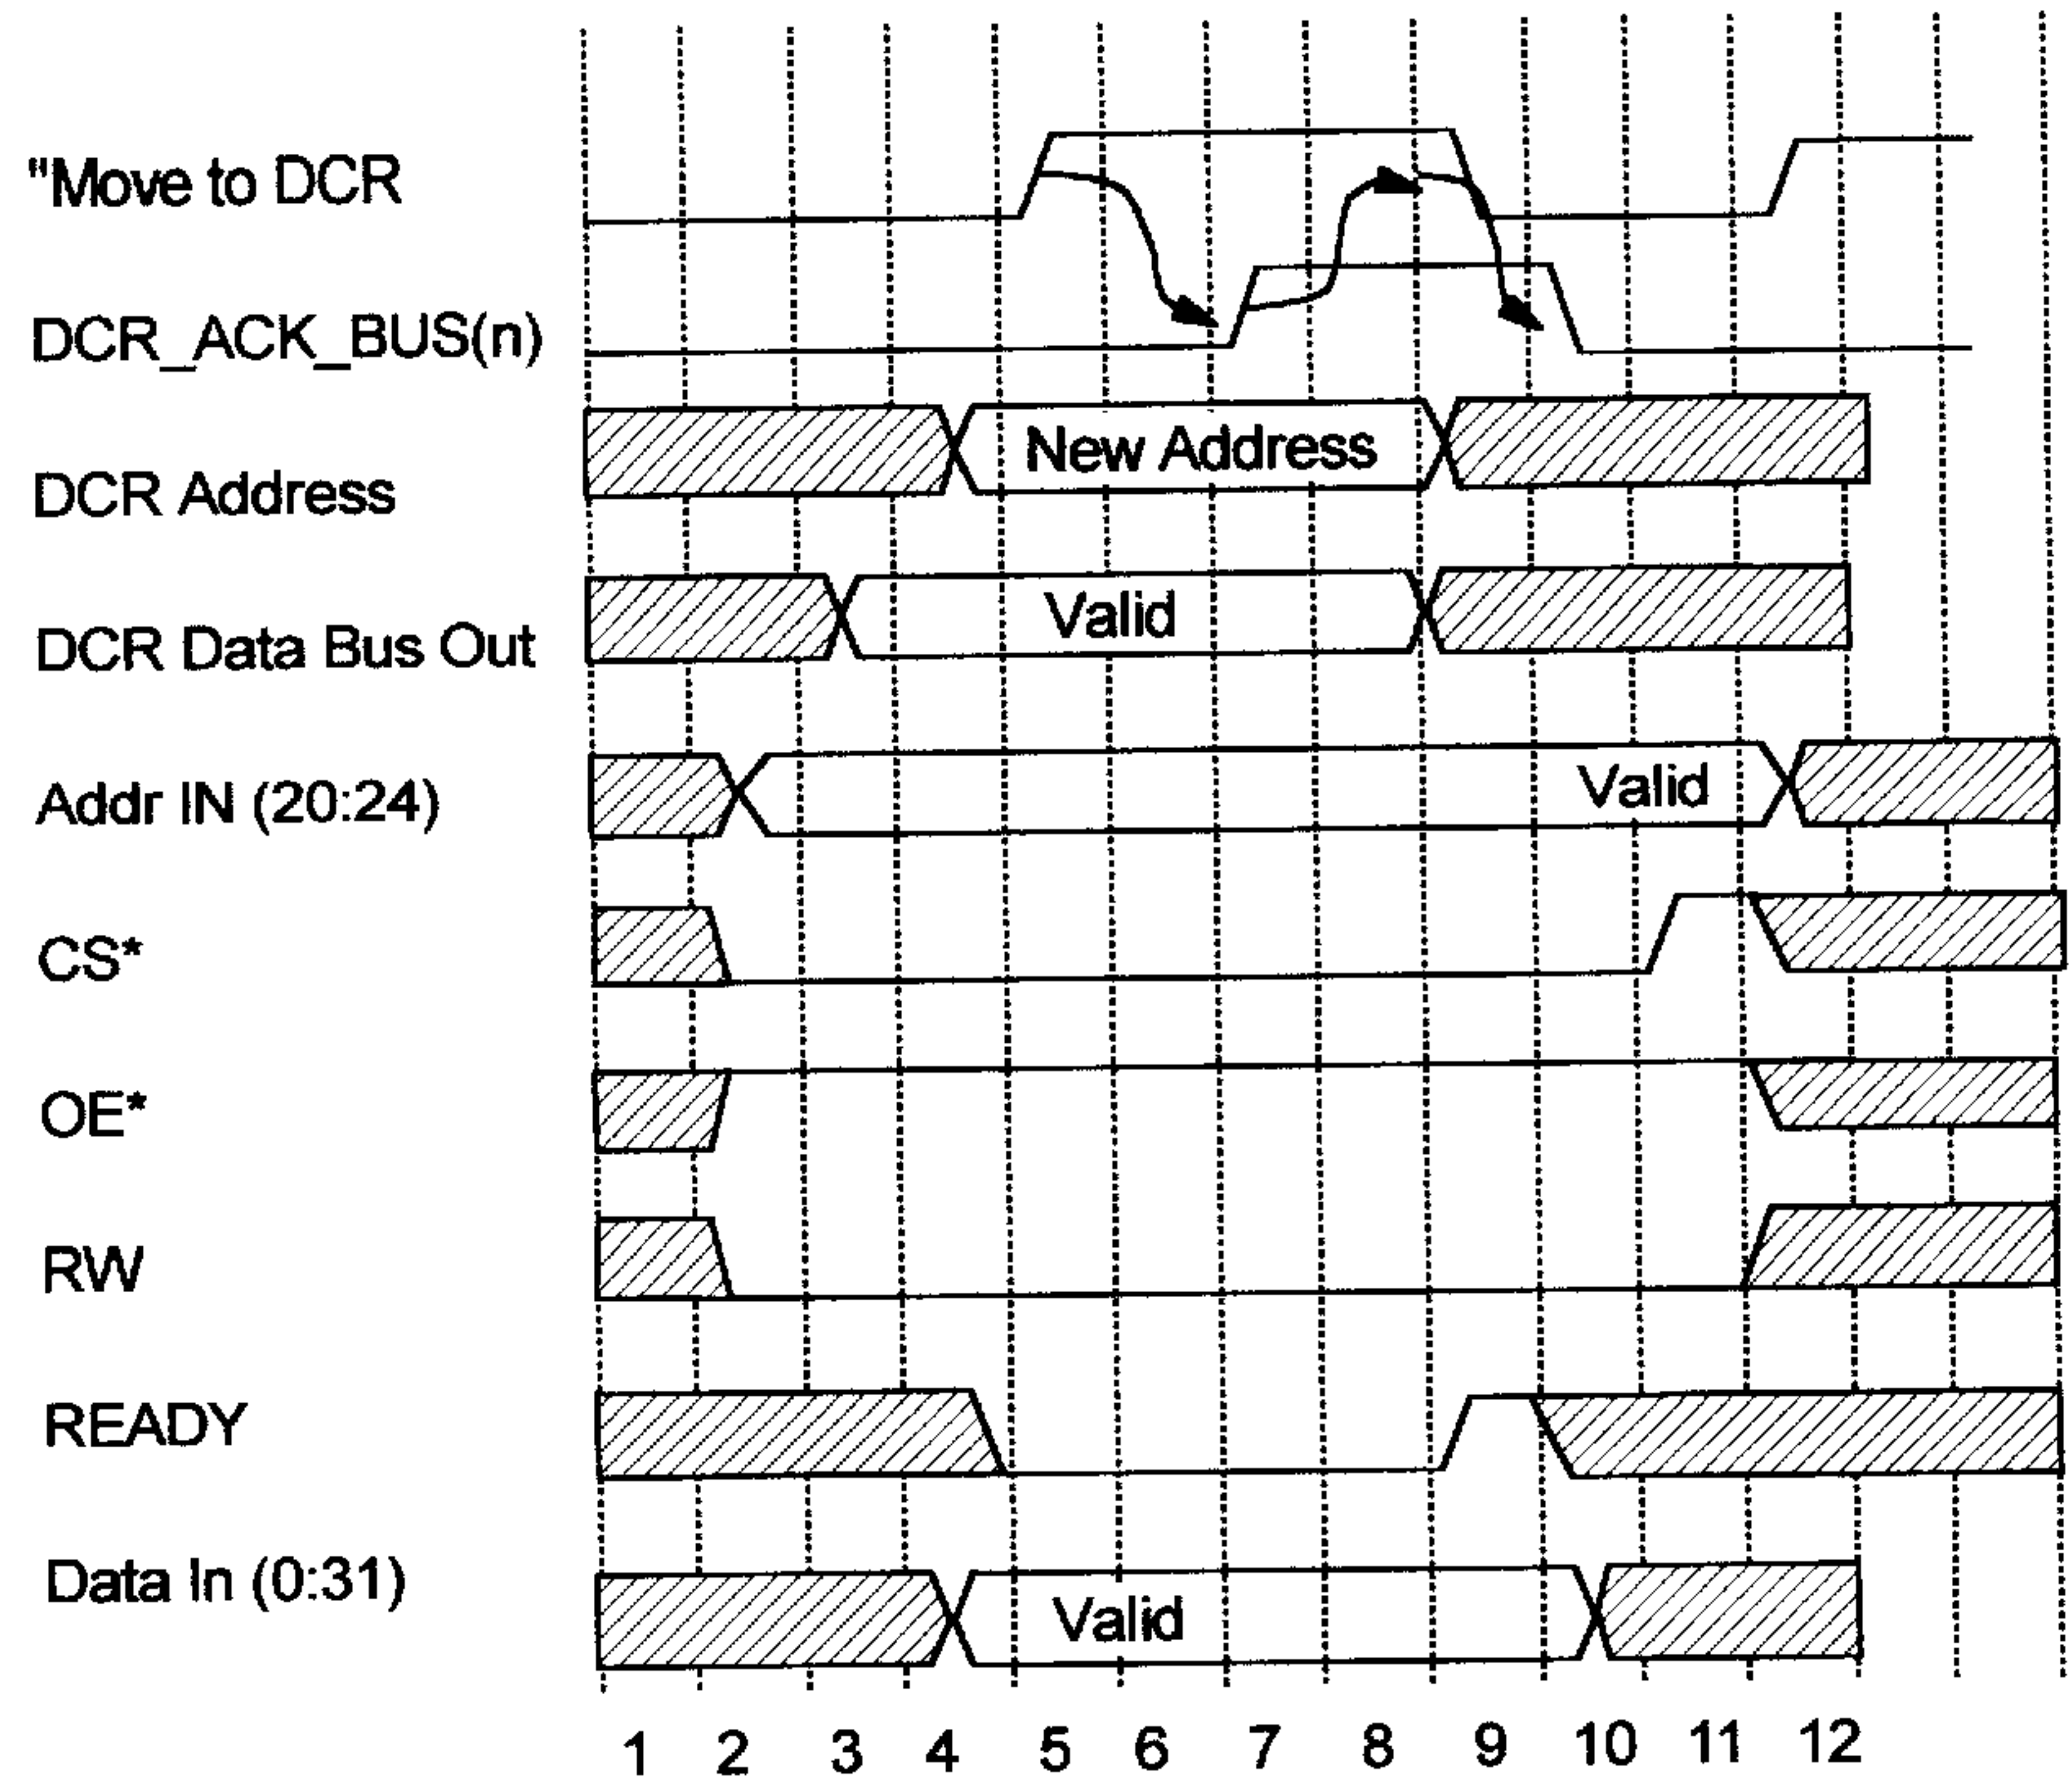 "Move to DCR
DCR_ACK_BUS(n)
DCR Address
New Address
DCR Data Bus Out
Valid
Addr IN (20:24)
Valid
CS*
OE*
RW
READY
Data In (0:31)
Valid
1 2 3 4 5 6 7 8 9 10 11 12